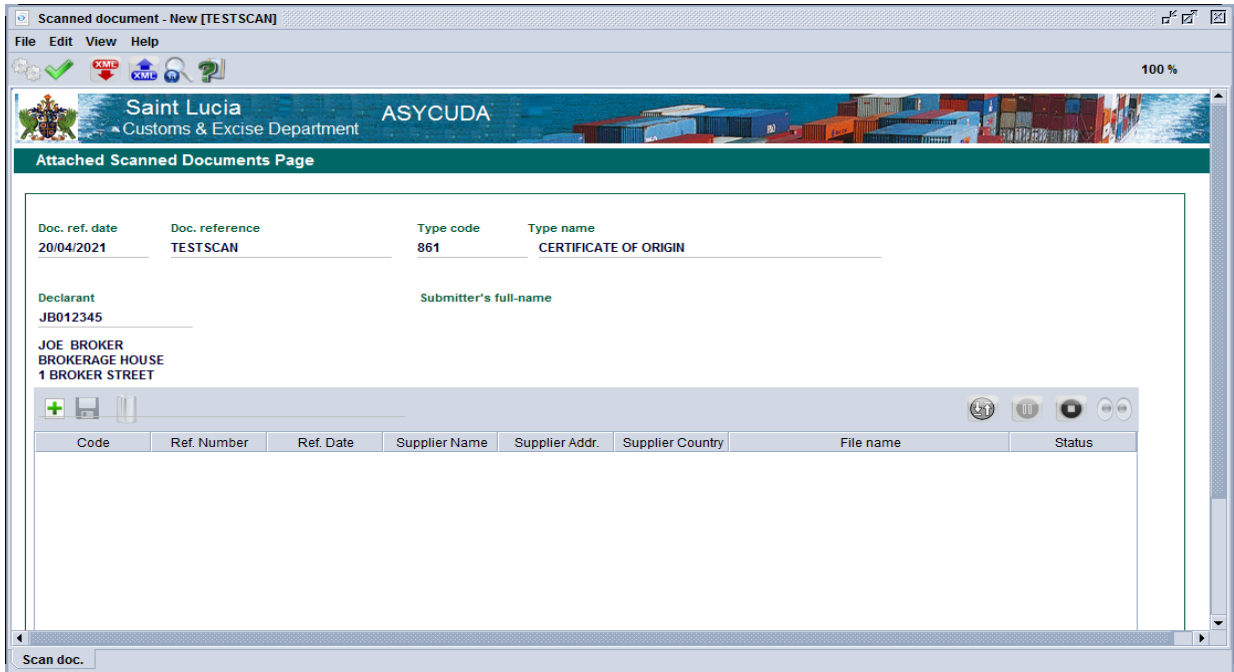 Scanned document - New [TESTSCAN]
File Edit View Help
XML XML 100 %
Saint Lucia
Customs & Excise Department
ASYCUDA
Attached Scanned Documents Page
Doc. ref. date Doc. reference Type code Type name
20/04/2021 TESTSCAN 861 CERTIFICATE OF ORIGIN
Declarant Submitter's full-name
JB012345
JOE BROKER
BROKERAGE HOUSE
1 BROKER STREET
Code Ref. Number Ref. Date Supplier Name Supplier Addr. Supplier Country File name Status
Scan doc.